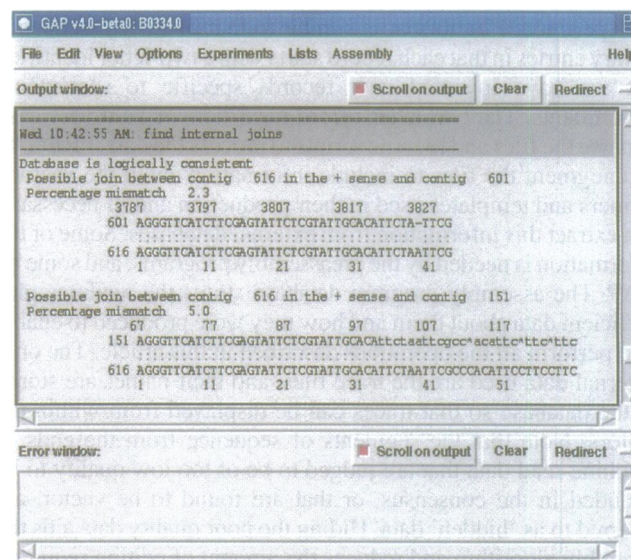 GAP v4.0-beta0: B0334.0
File Edit View Options Experiments Lists Assembly Help
Output window: Scroll on output Clear Redirect
Wed 10:42:55 AM: find internal joins
Database is logically consistent
Possible join between contig 616 in the + sense and contig 601
Percentage mismatch 2.3
3787 3797 3807 3817 3827
601 AGGGTTCATCTTCGAGTATTCTCGTATTGCACATTCTA-TTCG
616 AGGGTTCATCTTCGAGTATTCTCGTATTGCACATTCTAATTCG
11 21 31 41
Possible join between contig 616 in the + sense and contig 151
Percentage mismatch 5.0
67 77 87 97 107 117
151 AGGGTTCATCTTCGAGTATTCTCGTATTGCACAttctaattcgcc^acattc^ttc^ttc
616 AGGGTTCATCTTCGAGTATTCTCGTATTGCACATTCTAATTCGCCCACATTCCTTCCTTC
11 21 31 41 51
Error window: Scroll on output Clear Redirect